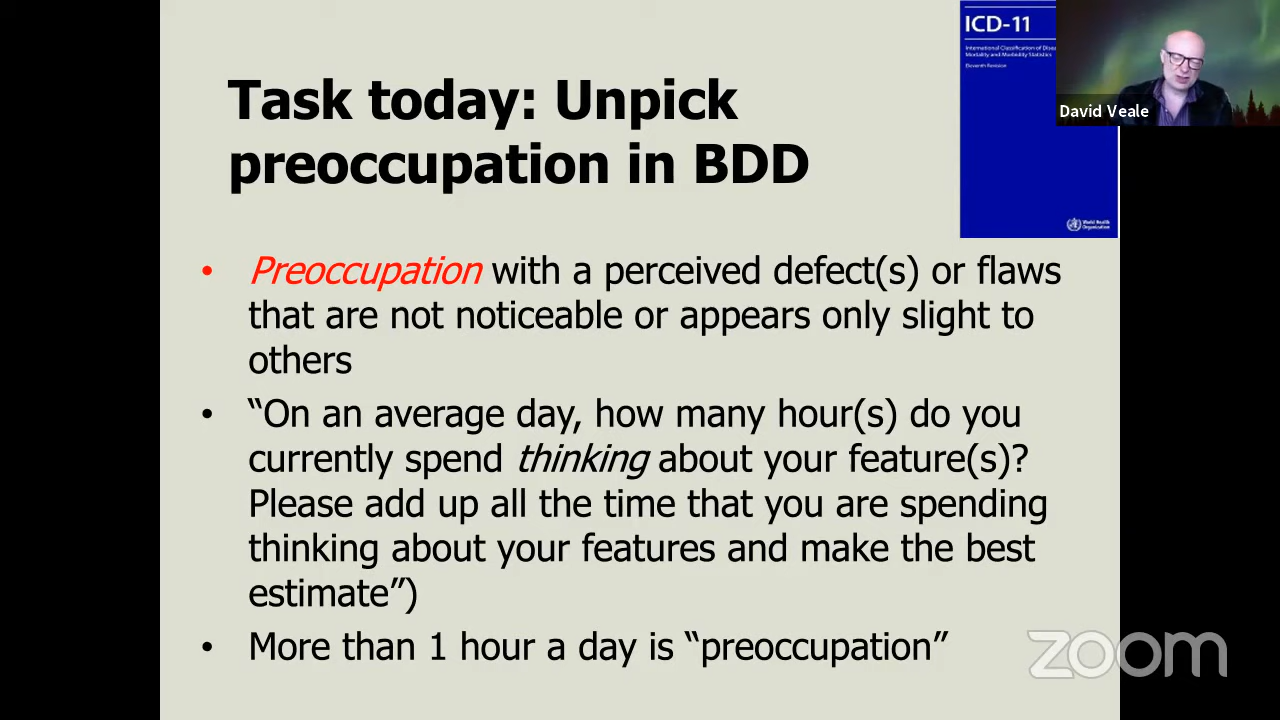 Task today: Unpick
preoccupation in BDD
ICD-11
International Classification of Disea
Mortality and Morbidity Statistics
Eleventh Revision
World Health
Organization
David Veale
• Preoccupation with a perceived defect(s) or flaws
that are not noticeable or appears only slight to
others
• “On an average day, how many hour(s) do you
currently spend thinking about your feature(s)?
Please add up all the time that you are spending
thinking about your features and make the best
estimate”)
• More than 1 hour a day is “preoccupation”
zoom